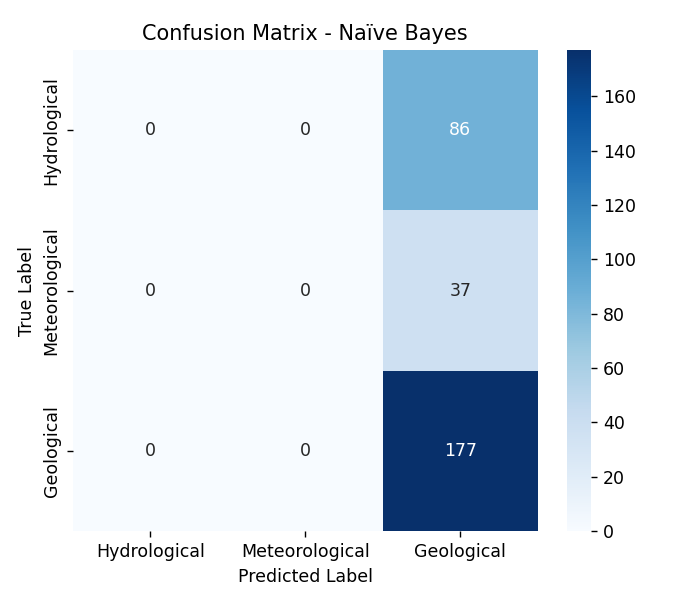 Confusion Matrix - Naïve Bayes
True Label
Hydrological
0
0
86
Meteorological
0
0
37
Geological
0
0
177
Hydrological
Meteorological
Geological
Predicted Label
160
140
120
100
80
60
40
20
0